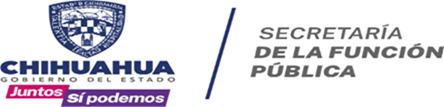 CHIHUAHUA
GOBIERNO DEL ESTADO
Juntos
Sí podemos
SECRETARÍA
DE LA FUNCIÓN
PÚBLICA